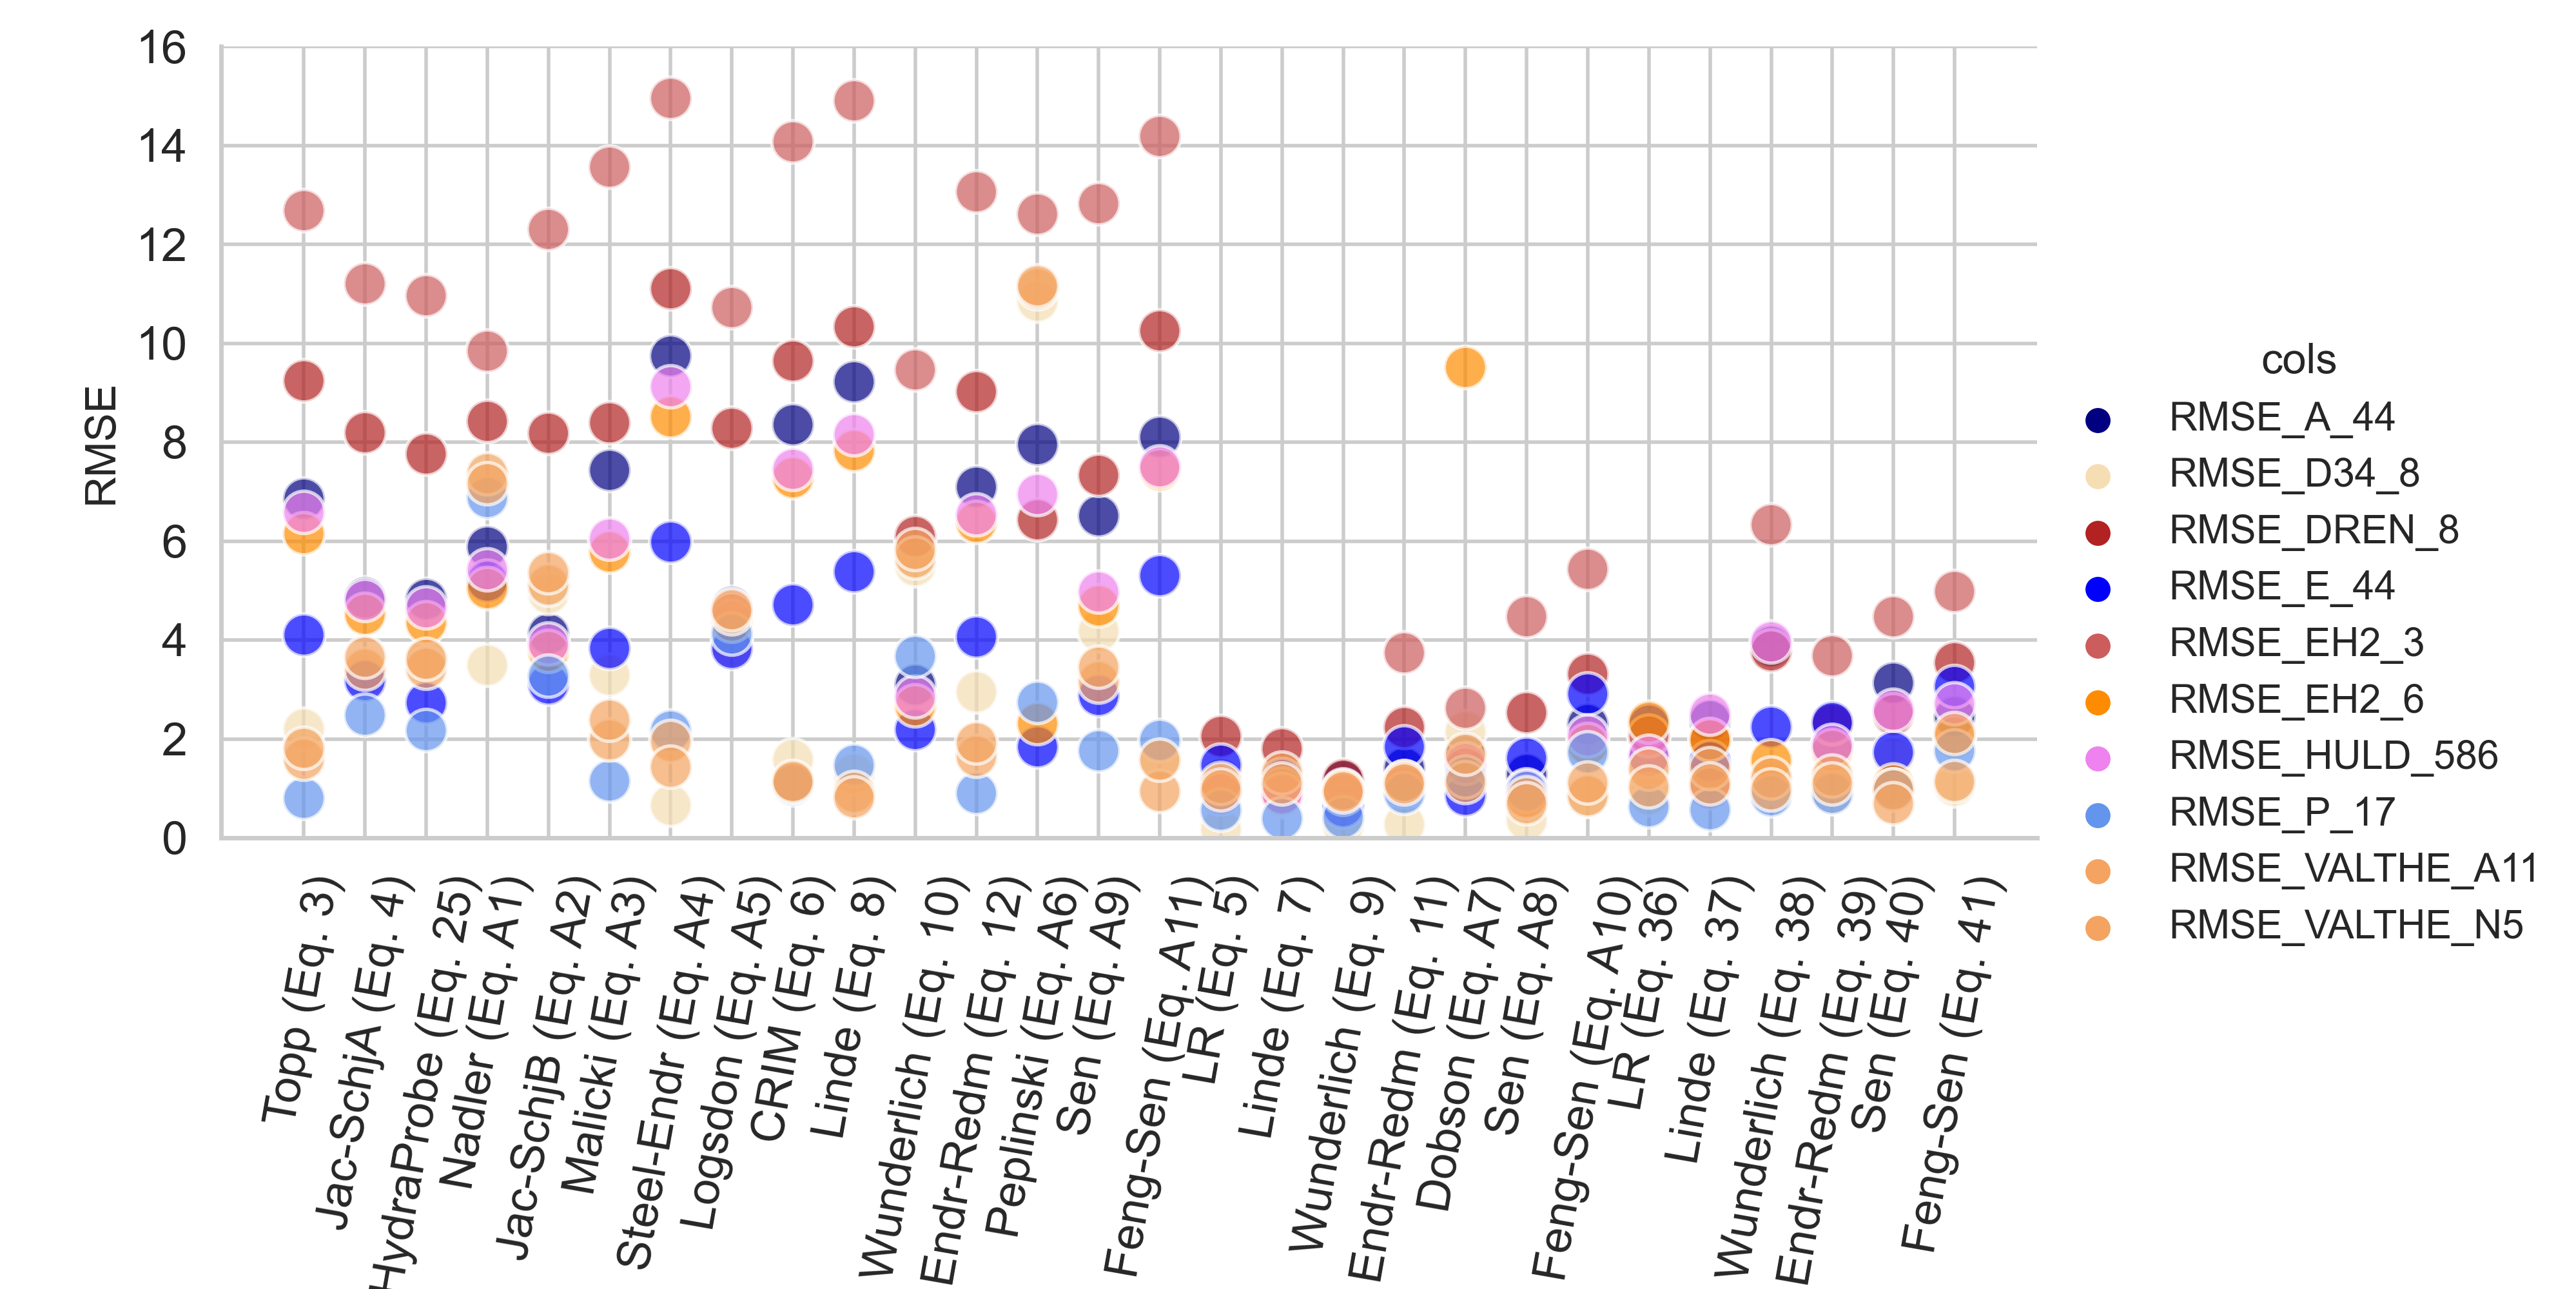 16
14
12
10
8
6
4
2
0
RMSE
Topp (Eq. 3)
Jac-SchjA (Eq. 4)
HydraProbe (Eq. 25)
Nadler (Eq. A1)
Jac-SchjB (Eq. A2)
Malicki (Eq. A3)
Steel-Endr (Eq. A4)
Logsdon (Eq. A5)
CRIM (Eq. 6)
Linde (Eq. 8)
Wunderlich (Eq. 10)
Endr-Redm (Eq. 12)
Peplinski (Eq. A6)
Sen (Eq. A9)
Feng-Sen (Eq. A11)
LR (Eq. 5)
Linde (Eq. 7)
Wunderlich (Eq. 9)
Endr-Redm (Eq. 11)
Dobson (Eq. A7)
Sen (Eq. A8)
Feng-Sen (Eq. A10)
LR (Eq. 36)
Linde (Eq. 37)
Wunderlich (Eq. 38)
Endr-Redm (Eq. 39)
Sen (Eq. 40)
Feng-Sen (Eq. 41)
cols
RMSE_A_44
RMSE_D34_8
RMSE_DREN_8
RMSE_E_44
RMSE_EH2_3
RMSE_EH2_6
RMSE_HULD_586
RMSE_P_17
RMSE_VALTHE_A11
RMSE_VALTHE_N5